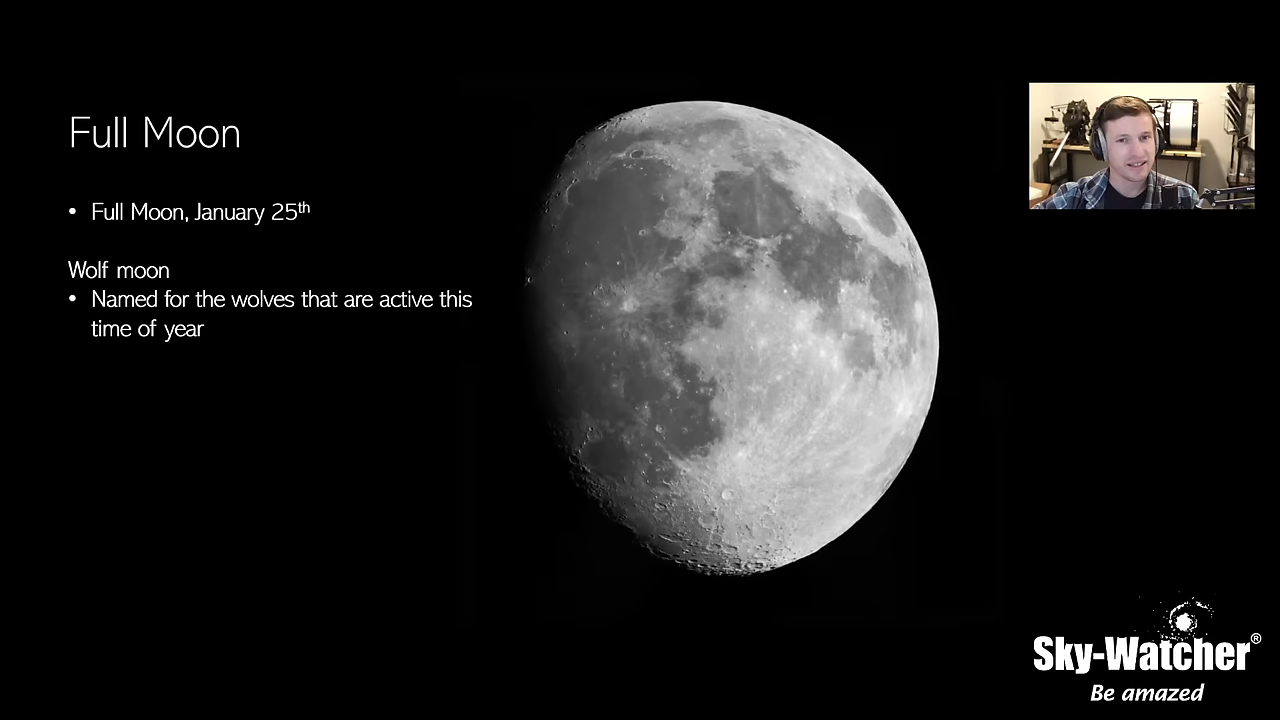 Full Moon
• Full Moon, January 25th
Wolf moon
• Named for the wolves that are active this
time of year
Sky-Watcher®
Be amazed